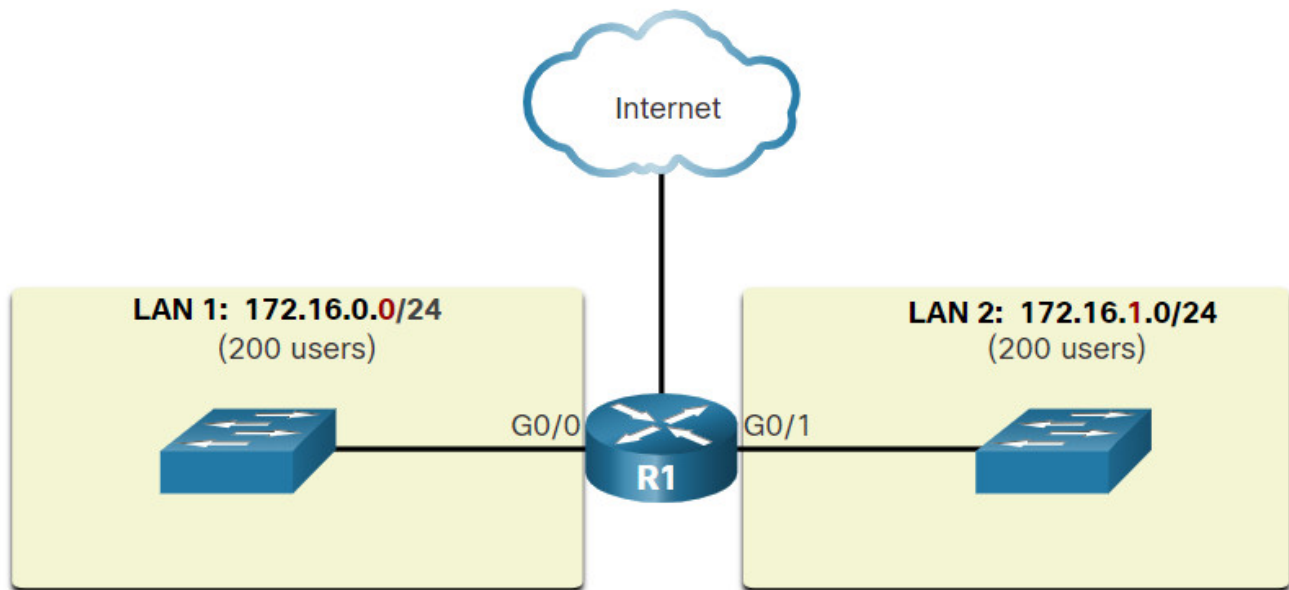 Internet
LAN 1: 172.16.0.0/24
(200 users)
LAN 2: 172.16.1.0/24
(200 users)
G0/0
G0/1
R1